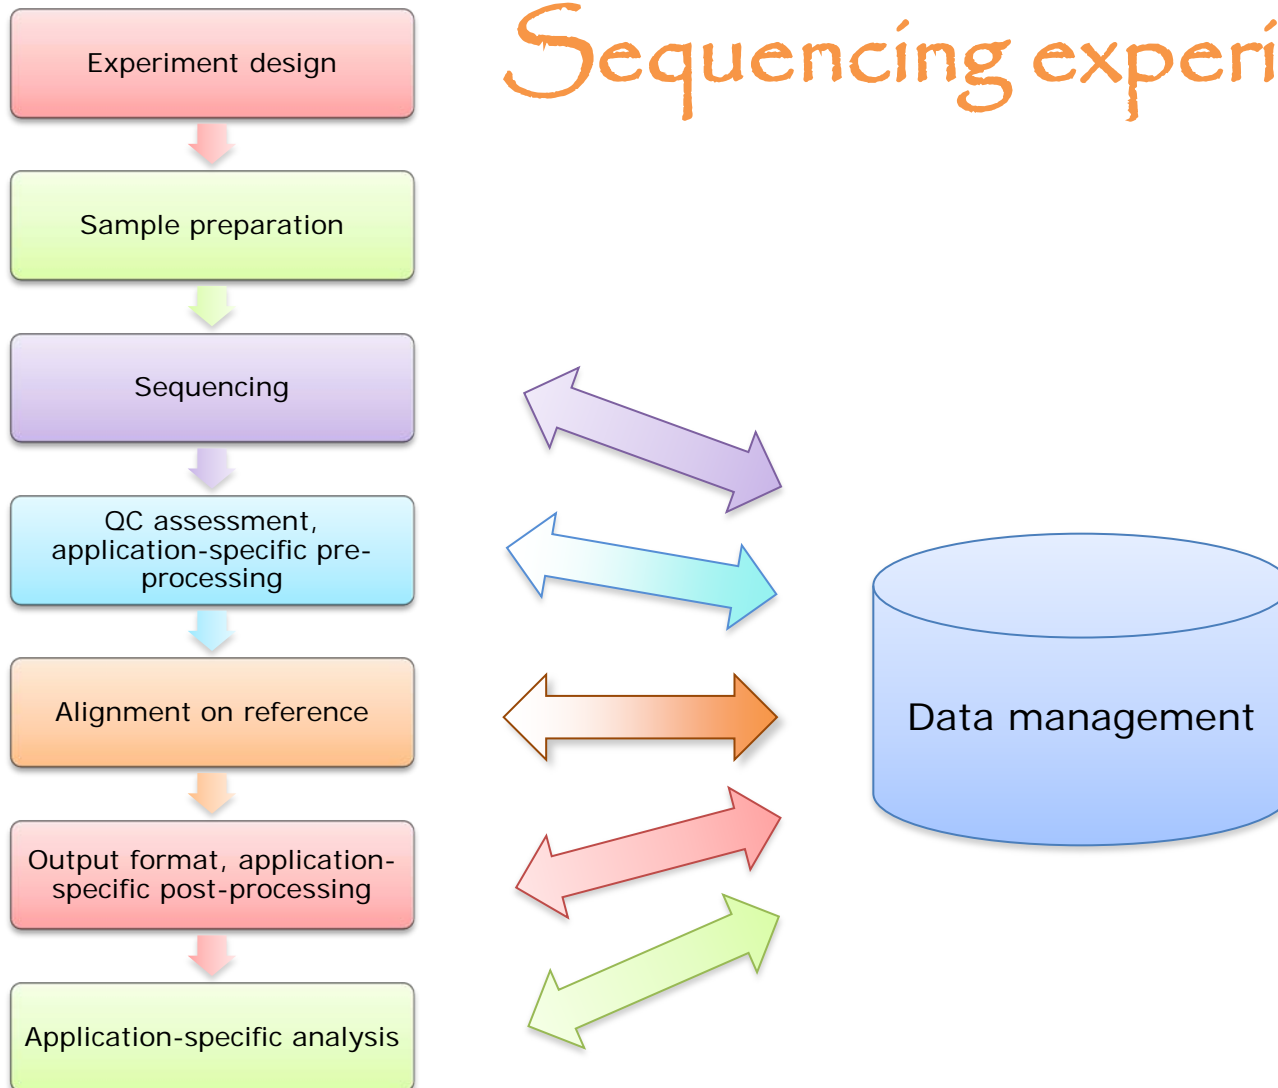 Sequencing experi
Experiment design
Sample preparation
Sequencing
QC assessment,
application-specific pre-
processing
Alignment on reference
Output format, application-
specific post-processing
Application-specific analysis
Data management